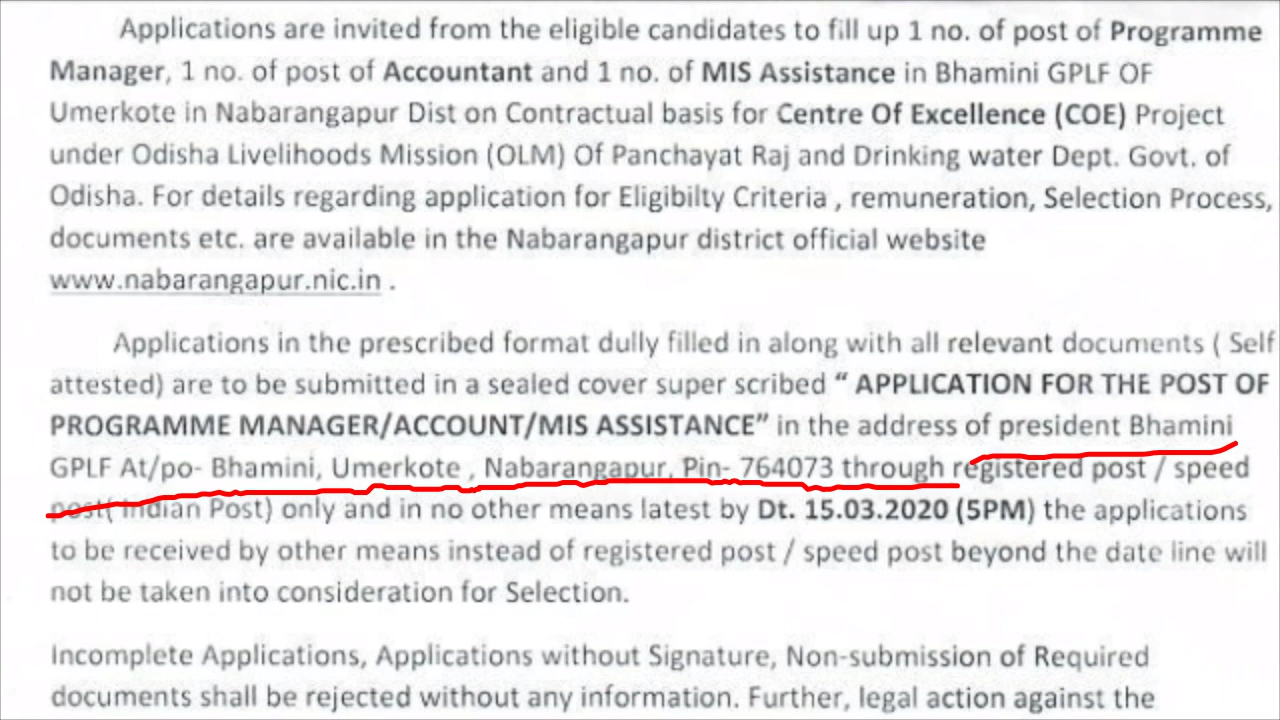 Applications are invited from the eligible candidates to fill up 1 no. of post of Programme
Manager, 1 no. of post of Accountant and 1 no. of MIS Assistance in Bhamini GPLF OF
Umerkote in Nabarangapur Dist on Contractual basis for Centre Of Excellence (COE) Project
under Odisha Livelihoods Mission (OLM) Of Panchayat Raj and Drinking water Dept. Govt. of
Odisha. For details regarding application for Eligibilty Criteria , remuneration, Selection Process,
documents etc. are available in the Nabarangapur district official website
www.nabarangapur.nic.in .
Applications in the prescribed format dully filled in along with all relevant documents ( Self
attested) are to be submitted in a sealed cover super scribed “ APPLICATION FOR THE POST OF
PROGRAMME MANAGER/ACCOUNT/MIS ASSISTANCE” in the address of president Bhamini
GPLF At/po- Bhamini, Umerkote , Nabarangapur, Pin- 764073 through registered post / speed
post( Indian Post) only and in no other means latest by Dt. 15.03.2020 (5PM) the applications
to be received by other means instead of registered post / speed post beyond the date line will
not be taken into consideration for Selection.
Incomplete Applications, Applications without Signature, Non-submission of Required
documents shall be rejected without any information. Further, legal action against the